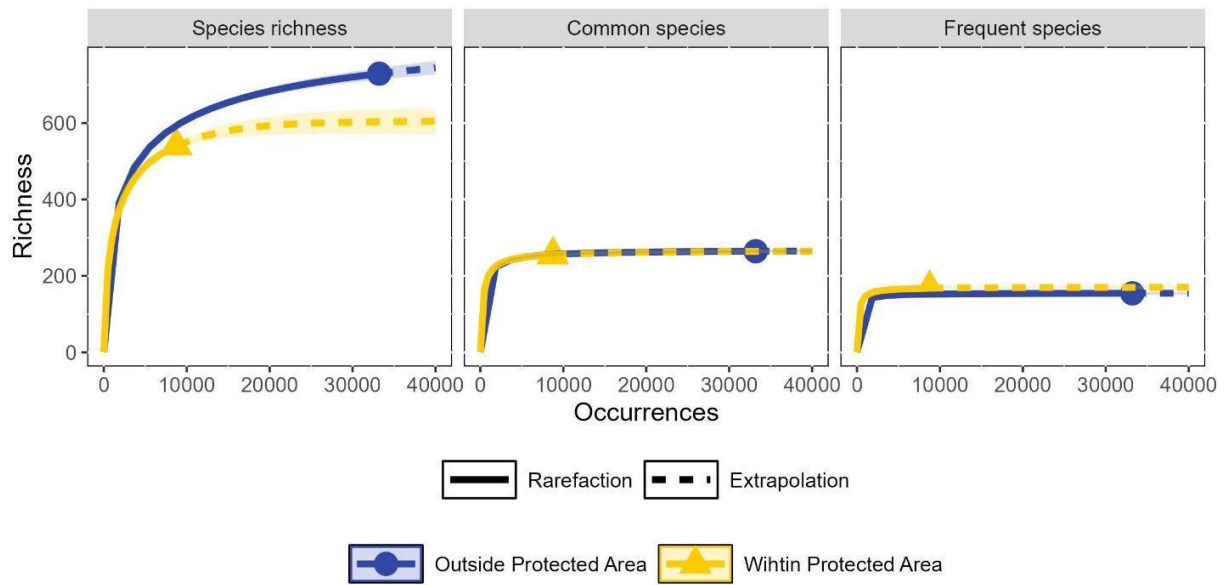 Species richness
Common species
Frequent species
Richness
600
400
200
0
0 10000 20000 30000 40000
0 10000 20000 30000 40000
0 10000 20000 30000 40000
Occurrences
Rarefaction
Extrapolation
Outside Protected Area
Wihtin Protected Area